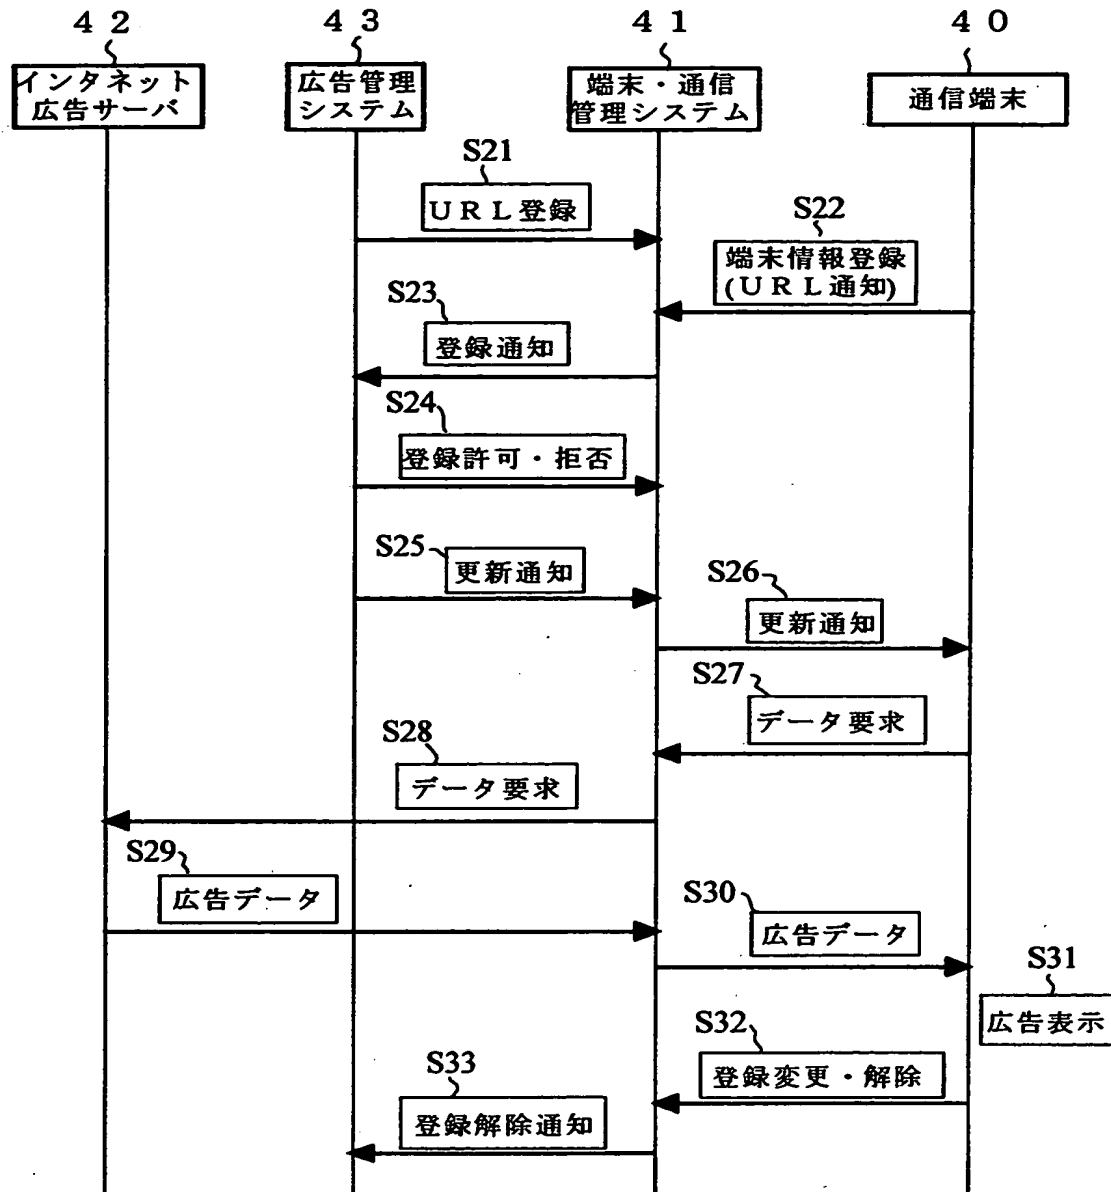 ４２
４３
４１
４０
インタネット
広告サーバ
広告管理
システム
端末・通信
管理システム
通信端末
S21
ＵＲＬ登録
S22
端末情報登録
(ＵＲＬ通知)
S23
登録通知
S24
登録許可・拒否
S25
更新通知
S26
更新通知
S27
データ要求
S28
データ要求
S29
広告データ
S30
広告データ
S31
広告表示
S32
登録変更・解除
S33
登録解除通知